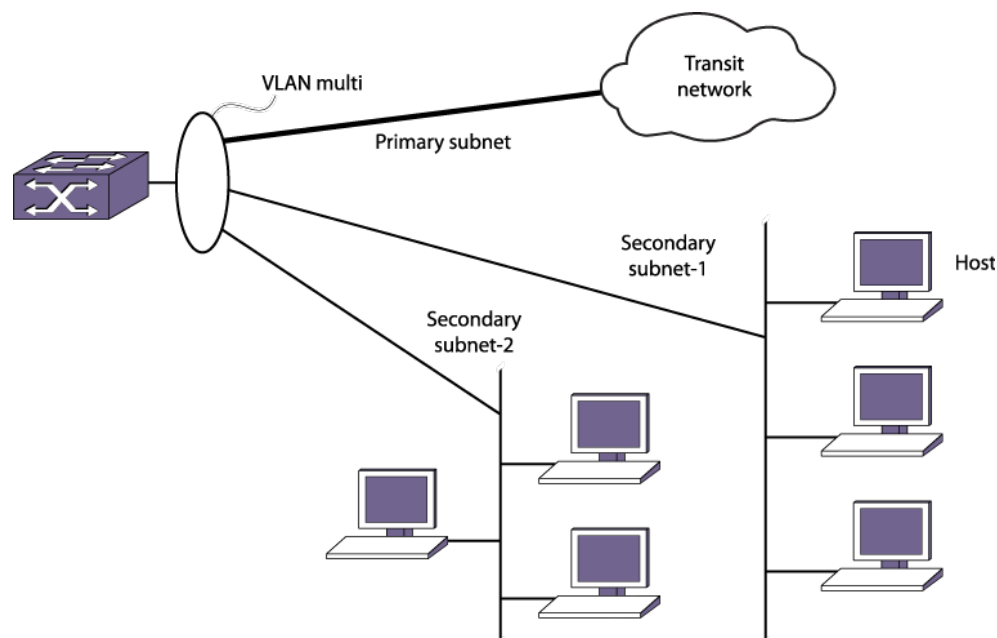 VLAN multi
Transit
network
Primary subnet
Secondary
subnet-1
Host
Secondary
subnet-2